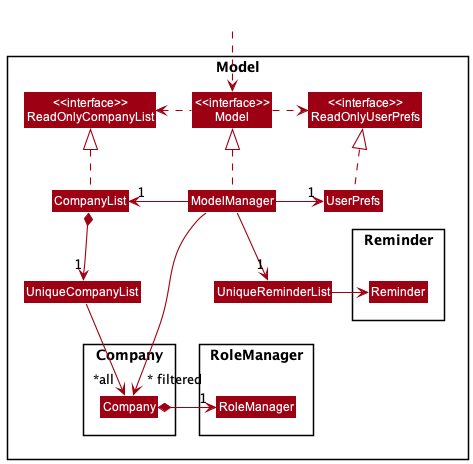 Model
<<interface>>
ReadOnlyCompanyList
<<interface>>
Model
<<interface>>
ReadOnlyUserPrefs
CompanyList
1
ModelManager
1
UserPrefs
Reminder
1
1
UniqueCompanyList
UniqueReminderList
Reminder
Company
RoleManager
*all
* filtered
Company
1
RoleManager